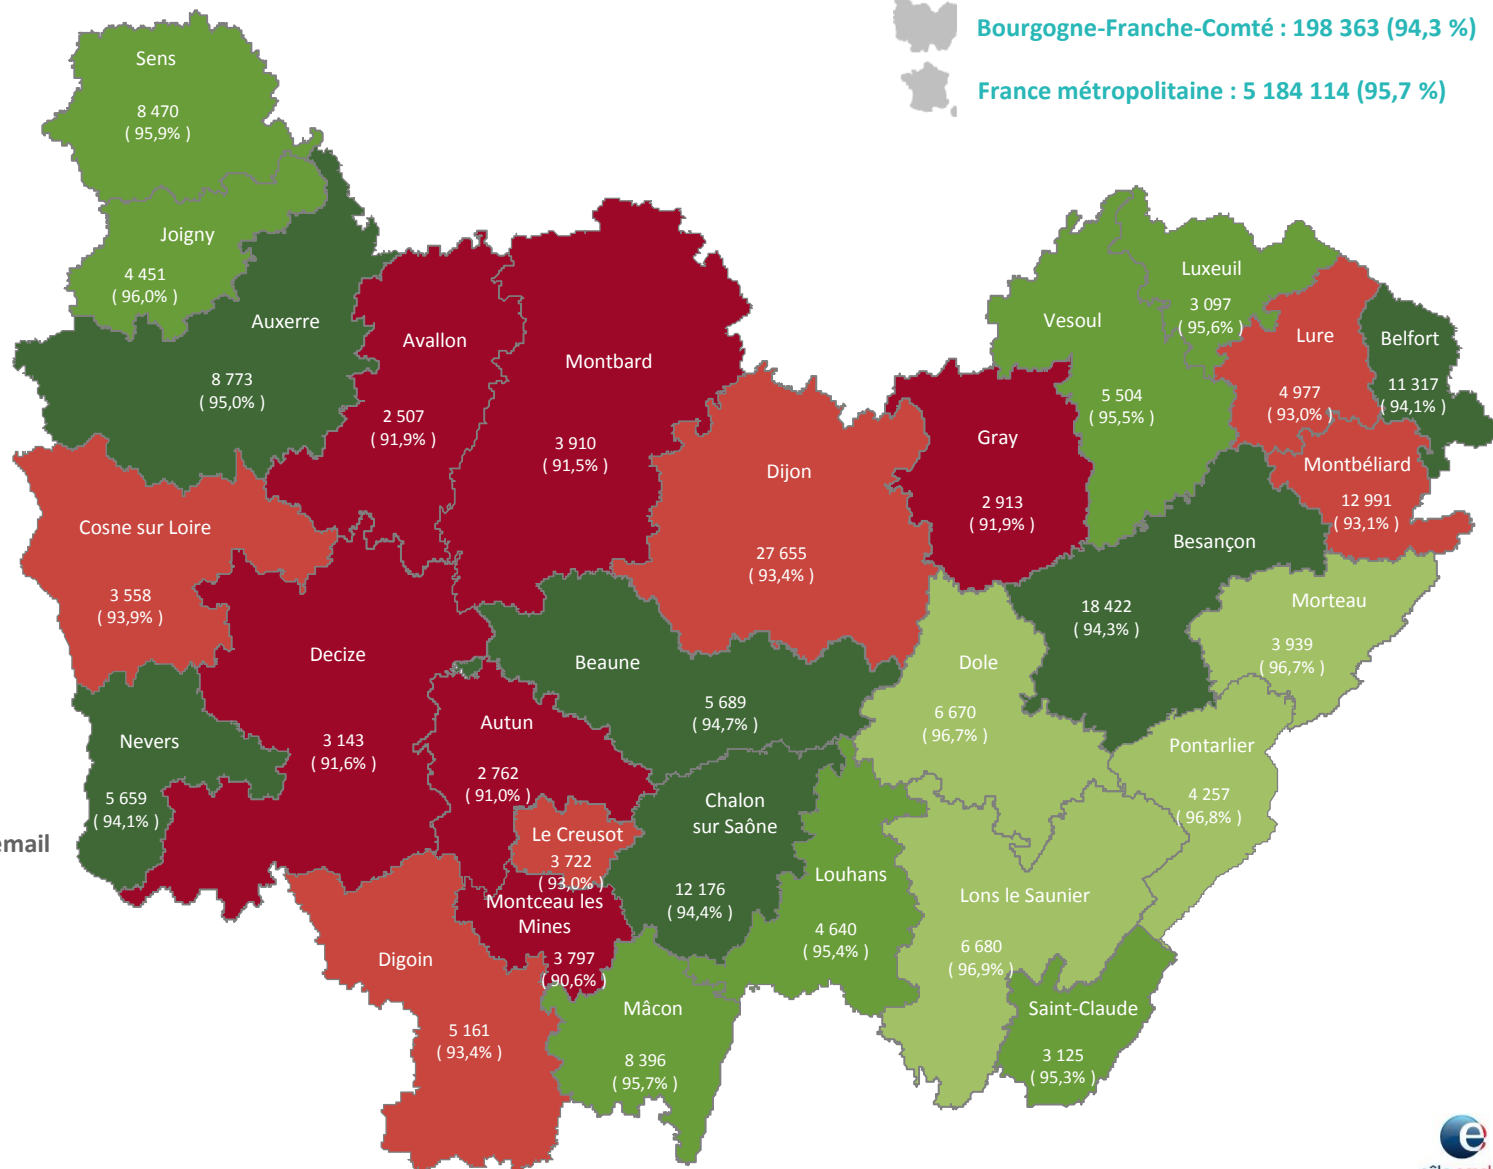 Bourgogne-Franche-Comté : 198 363 (94,3 %)
France métropolitaine : 5 184 114 (95,7 %)
Sens
8 470
( 95,9% )
Joigny
4 451
( 96,0% )
Auxerre
8 773
( 95,0% )
Avallon
2 507
( 91,9% )
Montbard
3 910
( 91,5% )
Dijon
27 655
( 93,4% )
Gray
2 913
( 91,9% )
Vesoul
5 504
( 95,5% )
Luxeuil
3 097
( 95,6% )
Lure
4 977
( 93,0% )
Belfort
11 317
( 94,1% )
Montbéliard
12 991
( 93,1% )
Besançon
18 422
( 94,3% )
Morteau
3 939
( 96,7% )
Cosne sur Loire
3 558
( 93,9% )
Decize
3 143
( 91,6% )
Beaune
5 689
( 94,7% )
Dole
6 670
( 96,7% )
Pontarlier
4 257
( 96,8% )
Nevers
5 659
( 94,1% )
Autun
2 762
( 91,0% )
Le Creusot
3 722
( 93,0% )
Chalon
sur Saône
12 176
( 94,4% )
Louhans
4 640
( 95,4% )
Lons le Saunier
6 680
( 96,9% )
Montceau les
Mines
3 797
( 90,6% )
Digoin
5 161
( 93,4% )
Mâcon
8 396
( 95,7% )
Saint-Claude
3 125
( 95,3% )
email
e